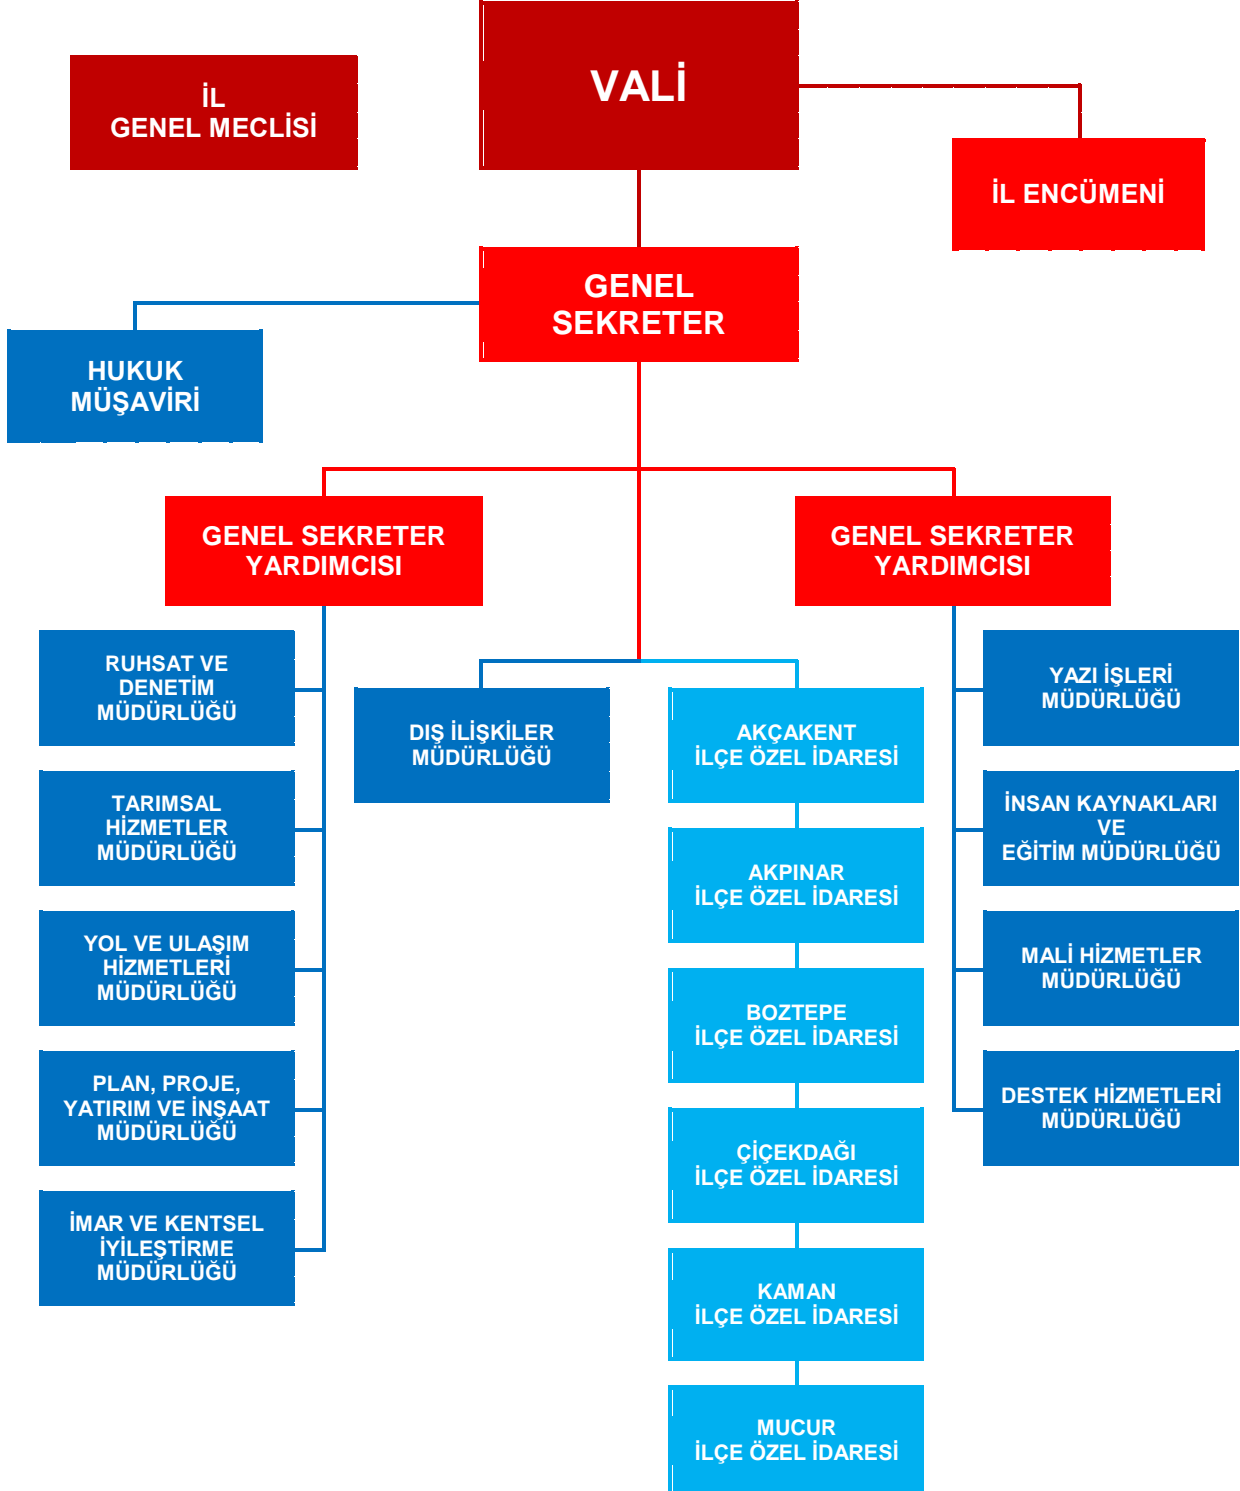 VALİ
İL
GENEL MECLİSİ
İL ENCÜMENİ
GENEL
SEKRETER
HUKUK
MÜŞAVİRİ
GENEL SEKRETER
YARDIMCISI
GENEL SEKRETER
YARDIMCISI
RUHSAT VE
DENETİM
MÜDÜRLÜĞÜ
TARIMSAL
HİZMETLER
MÜDÜRLÜĞÜ
YOL VE ULAŞIM
HİZMETLERİ
MÜDÜRLÜĞÜ
PLAN, PROJE,
YATIRIM VE İNŞAAT
MÜDÜRLÜĞÜ
İMAR VE KENTSEL
İYİLEŞTİRME
MÜDÜRLÜĞÜ
DIŞ İLİŞKİLER
MÜDÜRLÜĞÜ
AKÇAKENT
İLÇE ÖZEL İDARESİ
AKPINAR
İLÇE ÖZEL İDARESİ
BOZTEPE
İLÇE ÖZEL İDARESİ
ÇİÇEKDAĞI
İLÇE ÖZEL İDARESİ
KAMAN
İLÇE ÖZEL İDARESİ
MUCUR
İLÇE ÖZEL İDARESİ
YAZI İŞLERİ
MÜDÜRLÜĞÜ
İNSAN KAYNAKLARI
VE
EĞİTİM MÜDÜRLÜĞÜ
MALİ HİZMETLER
MÜDÜRLÜĞÜ
DESTEK HİZMETLERİ
MÜDÜRLÜĞÜ